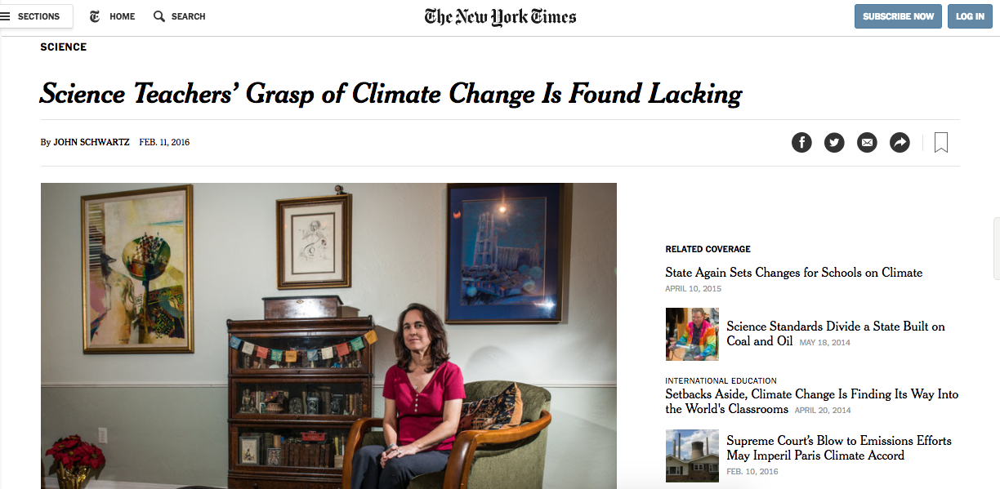 SECTIONS
HOME
SEARCH
The New York Times
SUBSCRIBE NOW
LOG IN
SCIENCE
Science Teachers’ Grasp of Climate Change Is Found Lacking
By JOHN SCHWARTZ FEB. 11, 2016
RELATED COVERAGE
State Again Sets Changes for Schools on Climate
APRIL 10, 2015
Science Standards Divide a State Built on
Coal and Oil MAY 18, 2014
INTERNATIONAL EDUCATION
Setbacks Aside, Climate Change Is Finding Its Way Into
the World's Classrooms APRIL 20, 2014
Supreme Court’s Blow to Emissions Efforts
May Imperil Paris Climate Accord
FEB. 10, 2016